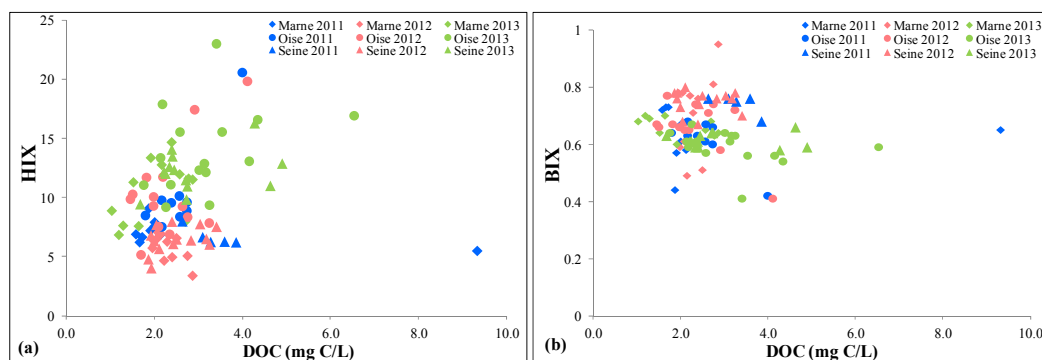 25
20
15
10
5
0
HIX
Marne 2011 Marne 2012 Marne 2013
Oise 2011 Oise 2012 Oise 2013
Seine 2011 Seine 2012 Seine 2013
0.0 2.0 4.0 6.0 8.0 10.0
(a) DOC (mg C/L)
1
0.8
0.6
0.4
0.2
0
BIX
Marne 2011 Marne 2012 Marne 2013
Oise 2011 Oise 2012 Oise 2013
Seine 2011 Seine 2012 Seine 2013
0.0 2.0 4.0 6.0 8.0 10.0
(b) DOC (mg C/L)